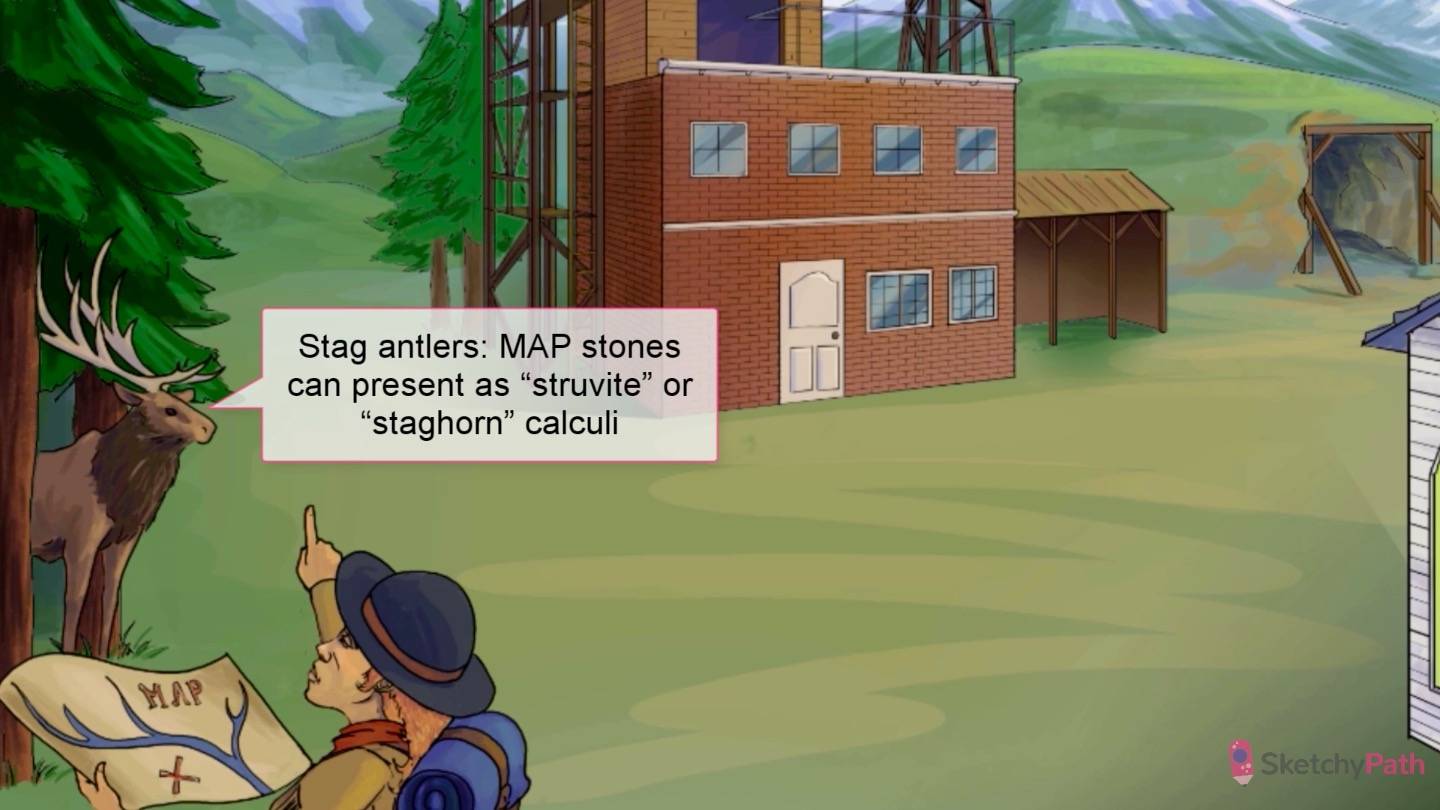 Stag antlers: MAP stones
can present as “struvite” or
“staghorn” calculi
MAP
SketchyPath